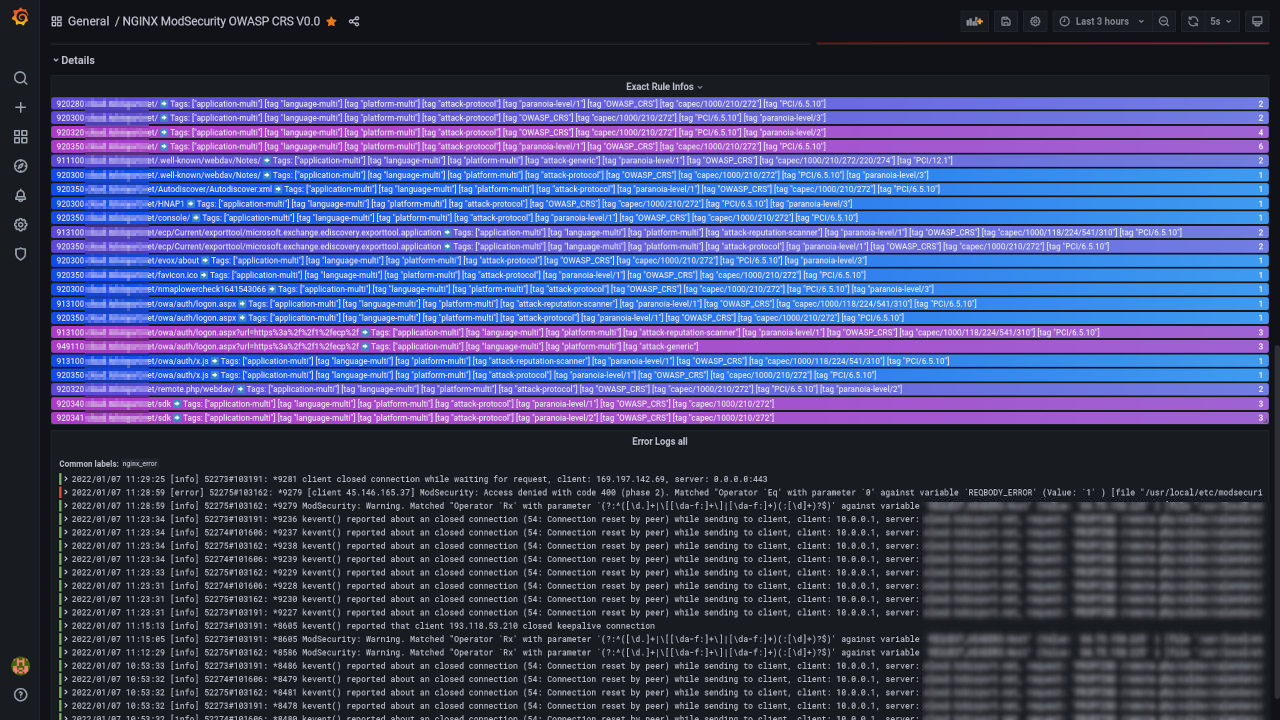 General / NGINX ModSecurity OWASP CRS V0.0
Last 3 hours
5s
Details
Exact Rule Infos
920280 et/ Tags: ["application-multi"] [tag "language-multi"] [tag "platform-multi"] [tag "attack-protocol"] [tag "paranoia-level/1"] [tag "OWASP_CRS"] [tag "capec/1000/210/272"] [tag "PCI/6.5.10"] 2
920300 et/ Tags: ["application-multi"] [tag "language-multi"] [tag "platform-multi"] [tag "attack-protocol"] [tag "OWASP_CRS"] [tag "capec/1000/210/272"] [tag "PCI/6.5.10"] [tag "paranoia-level/3"] 2
920320 et/ Tags: ["application-multi"] [tag "language-multi"] [tag "platform-multi"] [tag "attack-protocol"] [tag "OWASP_CRS"] [tag "capec/1000/210/272"] [tag "PCI/6.5.10"] [tag "paranoia-level/2"] 4
920350 et/ Tags: ["application-multi"] [tag "language-multi"] [tag "platform-multi"] [tag "attack-protocol"] [tag "paranoia-level/1"] [tag "OWASP_CRS"] [tag "capec/1000/210/272"] [tag "PCI/6.5.10"] 6
911100 et/.well-known/webdav/Notes/ Tags: ["application-multi"] [tag "language-multi"] [tag "platform-multi"] [tag "attack-generic"] [tag "paranoia-level/1"] [tag "OWASP_CRS"] [tag "capec/1000/210/272/220/274"] [tag "PCI/12.1"] 2
920300 et/.well-known/webdav/Notes/ Tags: ["application-multi"] [tag "language-multi"] [tag "platform-multi"] [tag "attack-protocol"] [tag "OWASP_CRS"] [tag "capec/1000/210/272"] [tag "PCI/6.5.10"] [tag "paranoia-level/3"] 1
920350 et/Autodiscover/Autodiscover.xml Tags: ["application-multi"] [tag "language-multi"] [tag "platform-multi"] [tag "attack-protocol"] [tag "paranoia-level/1"] [tag "OWASP_CRS"] [tag "capec/1000/210/272"] [tag "PCI/6.5.10"] 1
920300 et/HNAP1 Tags: ["application-multi"] [tag "language-multi"] [tag "platform-multi"] [tag "attack-protocol"] [tag "OWASP_CRS"] [tag "capec/1000/210/272"] [tag "PCI/6.5.10"] [tag "paranoia-level/3"] 1
920350 et/console/ Tags: ["application-multi"] [tag "language-multi"] [tag "platform-multi"] [tag "attack-protocol"] [tag "paranoia-level/1"] [tag "OWASP_CRS"] [tag "capec/1000/210/272"] [tag "PCI/6.5.10"] 1
913100 et/ecp/Current/exporttool/microsoft.exchange.ediscovery.exporttool.application Tags: ["application-multi"] [tag "language-multi"] [tag "platform-multi"] [tag "attack-reputation-scanner"] [tag "paranoia-level/1"] [tag "OWASP_CRS"] [tag "capec/1000/118/224/541/310"] [tag "PCI/6.5.10"] 2
920350 et/ecp/Current/exporttool/microsoft.exchange.ediscovery.exporttool.application Tags: ["application-multi"] [tag "language-multi"] [tag "platform-multi"] [tag "attack-protocol"] [tag "paranoia-level/1"] [tag "OWASP_CRS"] [tag "capec/1000/210/272"] [tag "PCI/6.5.10"] 2
920300 et/evox/about Tags: ["application-multi"] [tag "language-multi"] [tag "platform-multi"] [tag "attack-protocol"] [tag "OWASP_CRS"] [tag "capec/1000/210/272"] [tag "PCI/6.5.10"] [tag "paranoia-level/3"] 1
920350 et/favicon.ico Tags: ["application-multi"] [tag "language-multi"] [tag "platform-multi"] [tag "attack-protocol"] [tag "paranoia-level/1"] [tag "OWASP_CRS"] [tag "capec/1000/210/272"] [tag "PCI/6.5.10"] 1
920300 et/nmaplowercheck1641543066 Tags: ["application-multi"] [tag "language-multi"] [tag "platform-multi"] [tag "attack-protocol"] [tag "OWASP_CRS"] [tag "capec/1000/210/272"] [tag "PCI/6.5.10"] [tag "paranoia-level/3"] 1
913100 et/owa/auth/logon.aspx Tags: ["application-multi"] [tag "language-multi"] [tag "platform-multi"] [tag "attack-reputation-scanner"] [tag "paranoia-level/1"] [tag "OWASP_CRS"] [tag "capec/1000/118/224/541/310"] [tag "PCI/6.5.10"] 1
920350 et/owa/auth/logon.aspx Tags: ["application-multi"] [tag "language-multi"] [tag "platform-multi"] [tag "attack-protocol"] [tag "paranoia-level/1"] [tag "OWASP_CRS"] [tag "capec/1000/210/272"] [tag "PCI/6.5.10"] 1
913100 et/owa/auth/logon.aspx?url=https%3a%2f%2f1%2fecp%2f Tags: ["application-multi"] [tag "language-multi"] [tag "platform-multi"] [tag "attack-reputation-scanner"] [tag "paranoia-level/1"] [tag "OWASP_CRS"] [tag "capec/1000/118/224/541/310"] [tag "PCI/6.5.10"] 3
949110 et/owa/auth/logon.aspx?url=https%3a%2f%2f1%2fecp%2f Tags: ["application-multi"] [tag "language-multi"] [tag "platform-multi"] [tag "attack-generic"] 3
913100 et/owa/auth/x.js Tags: ["application-multi"] [tag "language-multi"] [tag "platform-multi"] [tag "attack-reputation-scanner"] [tag "paranoia-level/1"] [tag "OWASP_CRS"] [tag "capec/1000/118/224/541/310"] [tag "PCI/6.5.10"] 1
920350 et/owa/auth/x.js Tags: ["application-multi"] [tag "language-multi"] [tag "platform-multi"] [tag "attack-protocol"] [tag "paranoia-level/1"] [tag "OWASP_CRS"] [tag "capec/1000/210/272"] [tag "PCI/6.5.10"] 1
920320 et/remote.php/webdav/ Tags: ["application-multi"] [tag "language-multi"] [tag "platform-multi"] [tag "attack-protocol"] [tag "OWASP_CRS"] [tag "capec/1000/210/272"] [tag "PCI/6.5.10"] [tag "paranoia-level/2"] 2
920340 et/sdk Tags: ["application-multi"] [tag "language-multi"] [tag "platform-multi"] [tag "attack-protocol"] [tag "paranoia-level/1"] [tag "OWASP_CRS"] [tag "capec/1000/210/272"] 3
920341 et/sdk Tags: ["application-multi"] [tag "language-multi"] [tag "platform-multi"] [tag "attack-protocol"] [tag "paranoia-level/2"] [tag "OWASP_CRS"] [tag "capec/1000/210/272"] 3
Error Logs all
Common labels: nginx_error
2022/01/07 11:29:25 [info] 52273#103191: *9281 client closed connection while waiting for request, client: 169.197.142.69, server: 0.0.0.0:443
2022/01/07 11:28:59 [error] 52275#103162: *9279 [client 45.146.165.37] ModSecurity: Access denied with code 400 (phase 2). Matched "Operator `Eq' with parameter `0' against variable `REQBODY_ERROR' (Value: `1' ) [file "/usr/local/etc/modsecuri
2022/01/07 11:28:59 [info] 52275#103162: *9279 ModSecurity: Warning. Matched "Operator `Rx' with parameter `(?:^([\d.]+|\[[\da-f:]+\]|[\da-f:]+)(:[\d]+)?$)' against variable
2022/01/07 11:23:34 [info] 52273#103191: *9236 kevent() reported about an closed connection (54: Connection reset by peer) while sending to client, client: 10.0.0.1, server:
2022/01/07 11:23:34 [info] 52274#101606: *9237 kevent() reported about an closed connection (54: Connection reset by peer) while sending to client, client: 10.0.0.1, server:
2022/01/07 11:23:34 [info] 52275#103162: *9238 kevent() reported about an closed connection (54: Connection reset by peer) while sending to client, client: 10.0.0.1, server:
2022/01/07 11:23:34 [info] 52274#101606: *9239 kevent() reported about an closed connection (54: Connection reset by peer) while sending to client, client: 10.0.0.1, server:
2022/01/07 11:23:33 [info] 52275#103162: *9229 kevent() reported about an closed connection (54: Connection reset by peer) while sending to client, client: 10.0.0.1, server:
2022/01/07 11:23:31 [info] 52274#101606: *9228 kevent() reported about an closed connection (54: Connection reset by peer) while sending to client, client: 10.0.0.1, server:
2022/01/07 11:23:31 [info] 52275#103162: *9230 kevent() reported about an closed connection (54: Connection reset by peer) while sending to client, client: 10.0.0.1, server:
2022/01/07 11:23:31 [info] 52273#103191: *9227 kevent() reported about an closed connection (54: Connection reset by peer) while sending to client, client: 10.0.0.1, server:
2022/01/07 11:15:13 [info] 52273#103191: *8605 kevent() reported that client 193.118.53.210 closed keepalive connection
2022/01/07 11:15:05 [info] 52273#103191: *8605 ModSecurity: Warning. Matched "Operator `Rx' with parameter `(?:^([\d.]+|\[[\da-f:]+\]|[\da-f:]+)(:[\d]+)?$)' against variable
2022/01/07 11:12:29 [info] 52275#103162: *8586 ModSecurity: Warning. Matched "Operator `Rx' with parameter `(?:^([\d.]+|\[[\da-f:]+\]|[\da-f:]+)(:[\d]+)?$)' against variable
2022/01/07 10:53:33 [info] 52273#103191: *8486 kevent() reported about an closed connection (54: Connection reset by peer) while sending to client, client: 10.0.0.1, server:
2022/01/07 10:53:32 [info] 52274#101606: *8479 kevent() reported about an closed connection (54: Connection reset by peer) while sending to client, client: 10.0.0.1, server:
2022/01/07 10:53:32 [info] 52275#103162: *8481 kevent() reported about an closed connection (54: Connection reset by peer) while sending to client, client: 10.0.0.1, server:
2022/01/07 10:53:32 [info] 52273#103191: *8478 kevent() reported about an closed connection (54: Connection reset by peer) while sending to client, client: 10.0.0.1, server:
2022/01/07 10:53:32 [info] 52274#101606: *8480 kevent() reported about an closed connection (54: Connection reset by peer) while sending to client, client: 10.0.0.1, server: